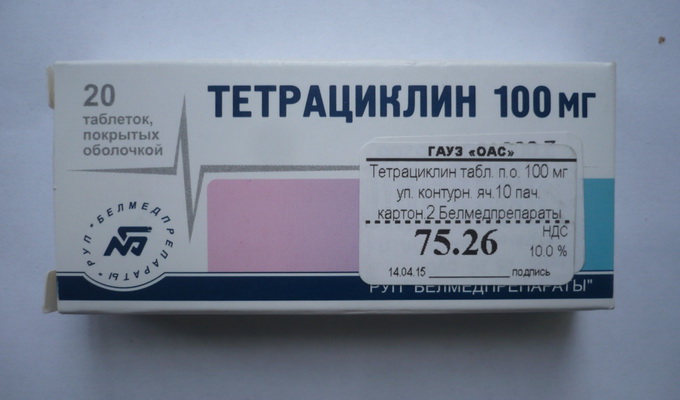 20
таблеток,
покрытых
оболочкой
ТЕТРАЦИКЛИН 100 МГ
ГАУЗ «ОАС»
Тетрациклин табл. п.о. 100 мг
уп. контурн. яч.10 пач.
картон.2 Белмедпрепараты
75.26
НДС
10.0 %
14.04.15 подпись
РУП "БЕЛМЕДПРЕПАРАТЫ"
РУП * БЕЛМЕДПРЕПАРАТЫ